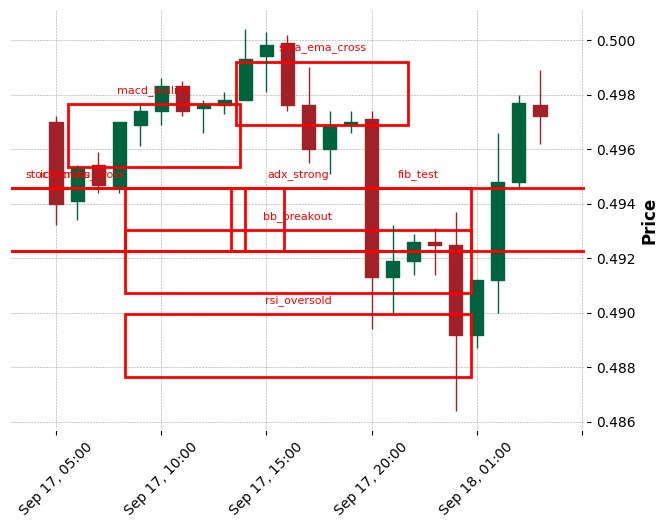 sma_ema_cross
0.500
0.498
0.496
adx_strong
fib_test
0.494
bb_breakout
Price
0.492
rsi_oversold
0.490
0.488
0.486
Sep 17, 05:00
Sep 17, 10:00
Sep 17, 15:00
Sep 17, 20:00
Sep 18, 01:00